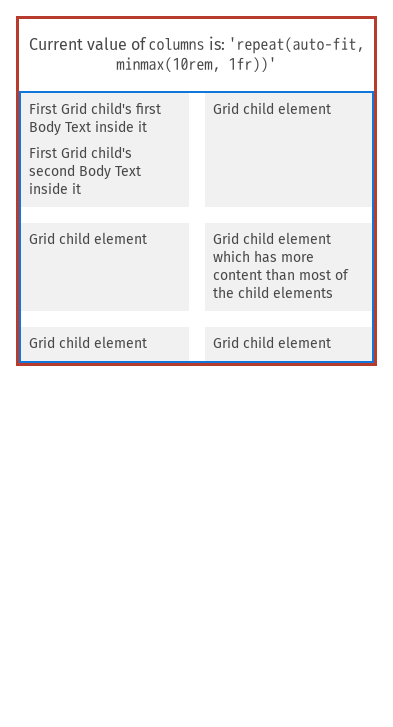 Current value of columns is: 'repeat(auto-fit,
minmax(10rem, 1fr))'
First Grid child's first
Body Text inside it
First Grid child's
second Body Text
inside it
Grid child element
Grid child element
Grid child element
which has more
content than most of
the child elements
Grid child element
Grid child element